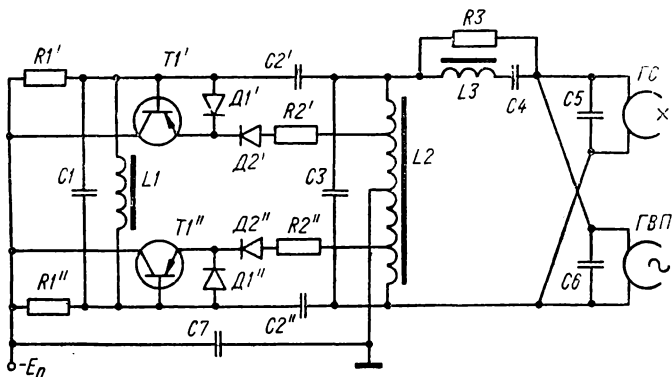 R3
R1' T1' C2' ГС
Д1' R2' L3 C4 C5
Д2'
C1 L1 C3 L2
T1" Д2" R2" ГВП
Д1" C6
R1" C7 C2"
-Eп